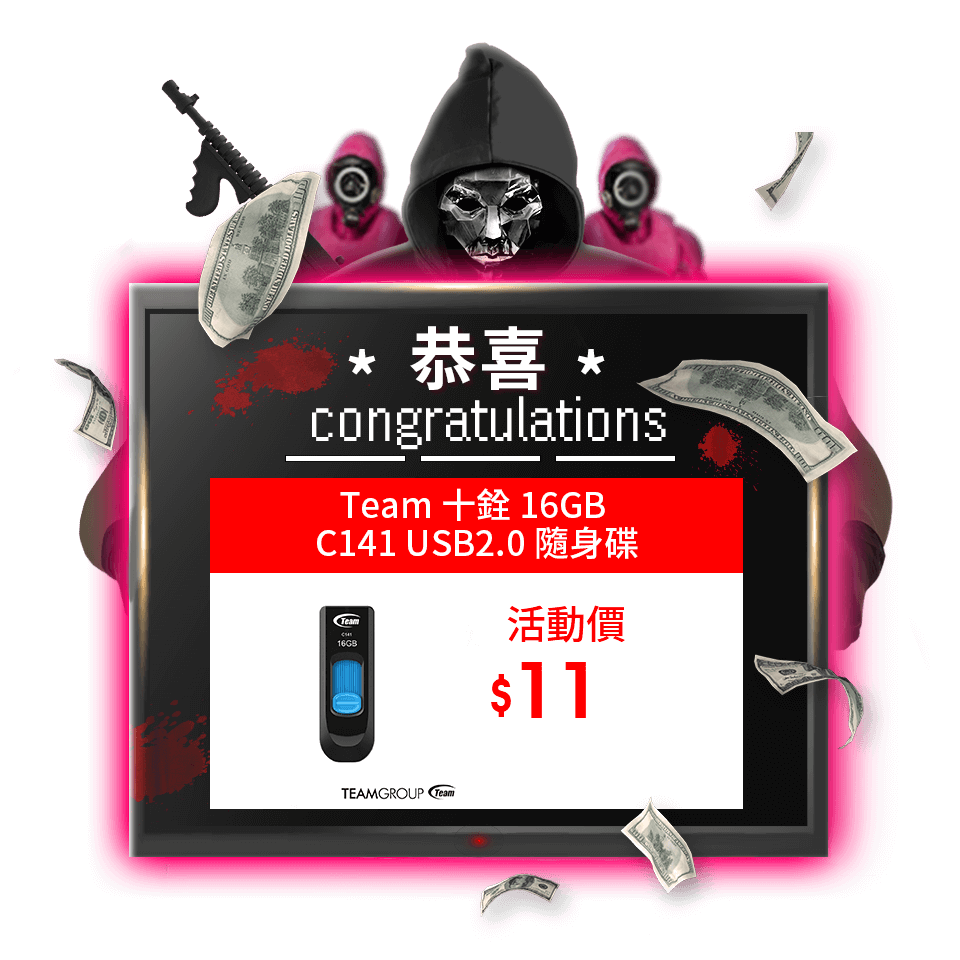 * 恭喜 *
congratulations
Team 十銓 16GB
C141 USB2.0 隨身碟
Team
C141
16GB
活動價
$11
TEAMGROUP Team